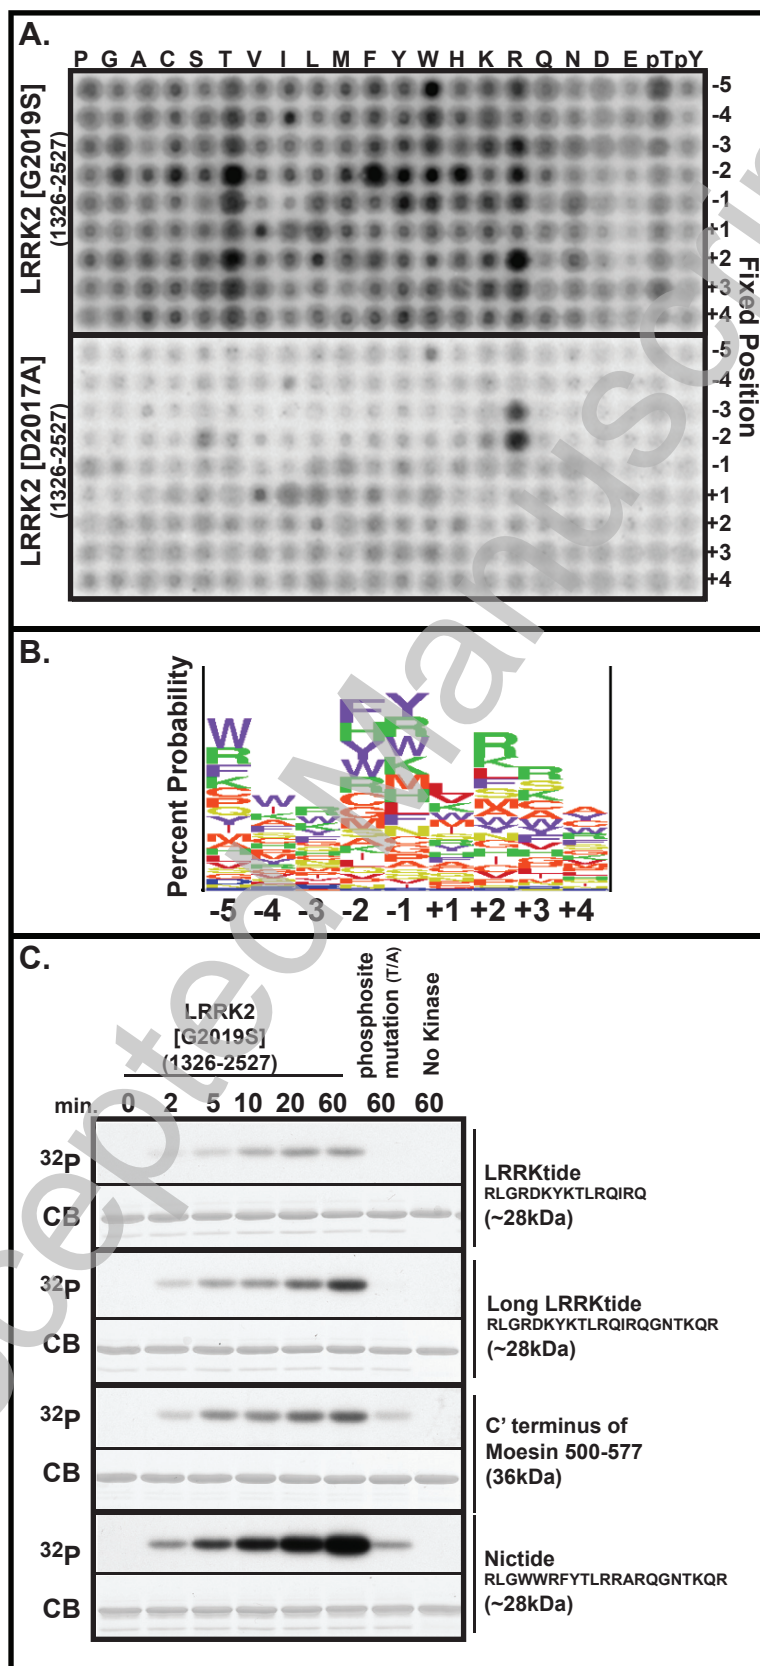 A.
P G A C S T V I L M F Y W H K R Q N D E pT pY
LRRK2 [G2019S]
(1326-2527)
-5
-4
-3
-2
-1
+1
+2
+3
+4
LRRK2 [D2017A]
(1326-2527)
-5
-4
-3
-2
-1
+1
+2
+3
+4
Fixed Position
B.
Percent Probability
-5 -4 -3 -2 -1 +1 +2 +3 +4
C.
LRRK2
[G2019S]
(1326-2527)
phosphosite
mutation (T/A)
No Kinase
min. 0 2 5 10 20 60 60 60
32P
CB
LRRKtide
RLGRDKYKTLRQIRQ
(~28kDa)
32P
CB
Long LRRKtide
RLGRDKYKTLRQIRQGNTKQR
(~28kDa)
32P
CB
C' terminus of
Moesin 500-577
(36kDa)
32P
CB
Nictide
RLGWWRFYTLRRARQGNTKQR
(~28kDa)